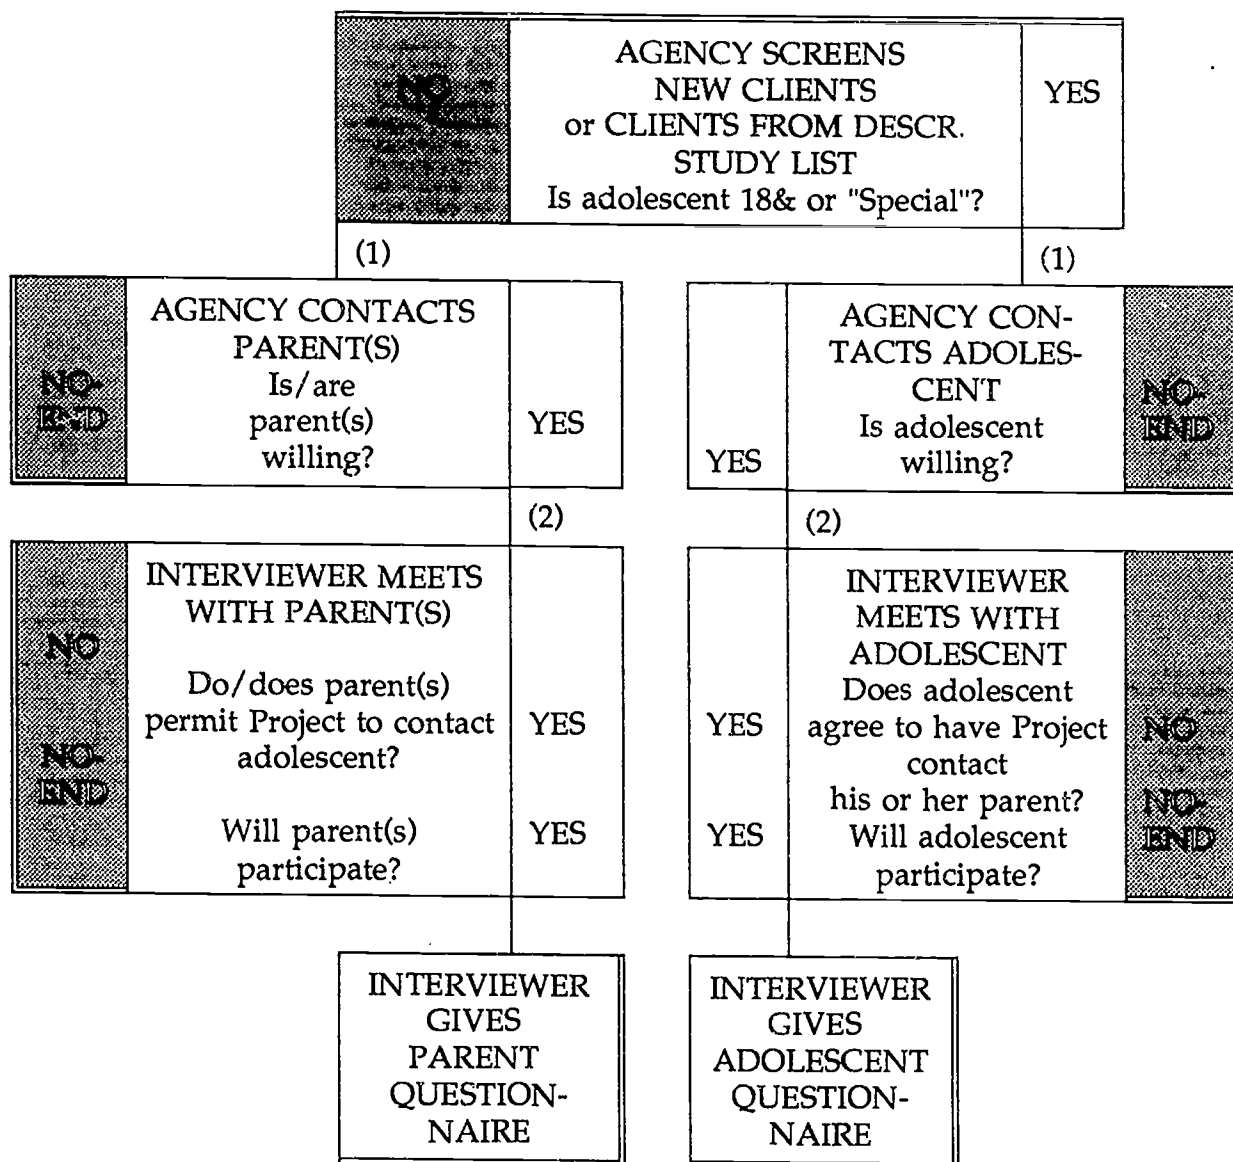 NO
AGENCY SCREENS
NEW CLIENTS
or CLIENTS FROM DESCR.
STUDY LIST
Is adolescent 18& or "Special"?
YES
(1)
(1)
NO-
END
AGENCY CONTACTS
PARENT(S)
Is/are
parent(s)
willing?
YES
YES
AGENCY CON-
TACTS ADOLES-
CENT
Is adolescent
willing?
NO-
END
(2)
(2)
NO
NO-
END
INTERVIEWER MEETS
WITH PARENT(S)
Do/does parent(s)
permit Project to contact
adolescent?
Will parent(s)
participate?
YES
YES
YES
YES
INTERVIEWER
MEETS WITH
ADOLESCENT
Does adolescent
agree to have Project
contact
his or her parent?
Will adolescent
participate?
NO
NO-
END
INTERVIEWER
GIVES
PARENT
QUESTION-
NAIRE
INTERVIEWER
GIVES
ADOLESCENT
QUESTION-
NAIRE